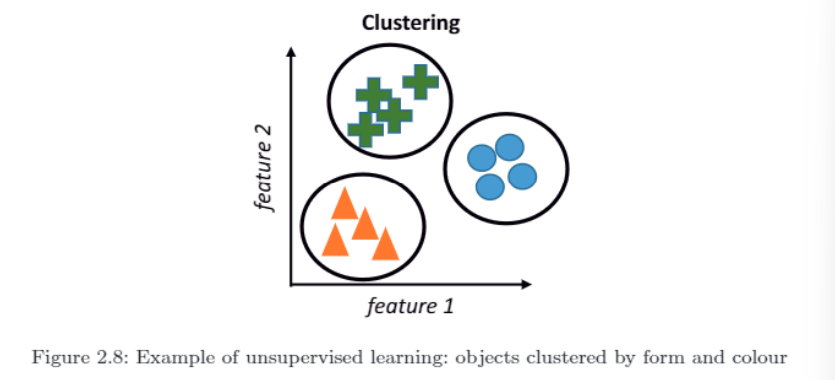 Clustering
feature 2
feature 1
Figure 2.8: Example of unsupervised learning: objects clustered by form and colour